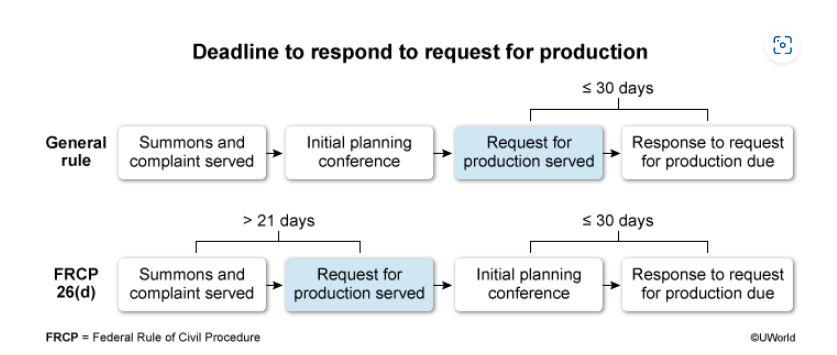 Deadline to respond to request for production
≤ 30 days
General
rule
Summons and
complaint served
Initial planning
conference
Request for
production served
Response to request
for production due
> 21 days
≤ 30 days
FRCP
26(d)
Summons and
complaint served
Request for
production served
Initial planning
conference
Response to request
for production due
FRCP = Federal Rule of Civil Procedure
©UWorld